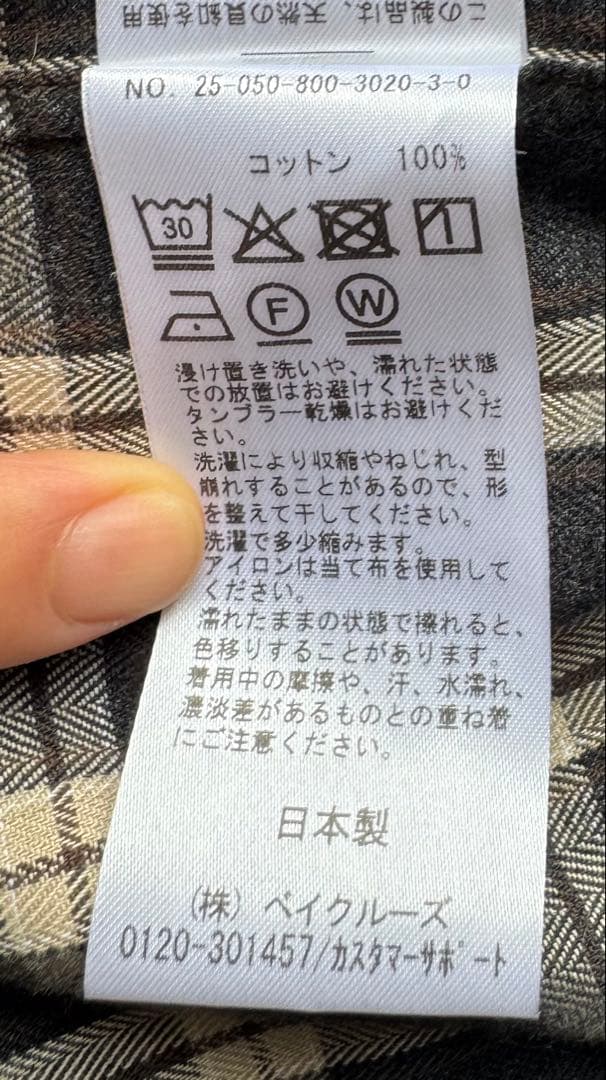 この製品は、天然の貝釦を使用
NO. 25-050-800-3020-3-0
コットン 100%
30
F W
浸け置き洗いや、濡れた状態
での放置はお避けください。
タンブラー乾燥はお避けくだ
さい。
洗濯により収縮やねじれ、型
崩れすることがあるので、形
を整えて干してください。
洗濯で多少縮みます。
アイロンは当て布を使用して
ください。
濡れたままの状態で擦れると、
色移りすることがあります。
着用中の摩擦や、汗、水濡れ、
濃淡差があるものとの重ね着
にご注意ください。
日本製
(株) ベイクルーズ
0120-301457/カスタマーサポート